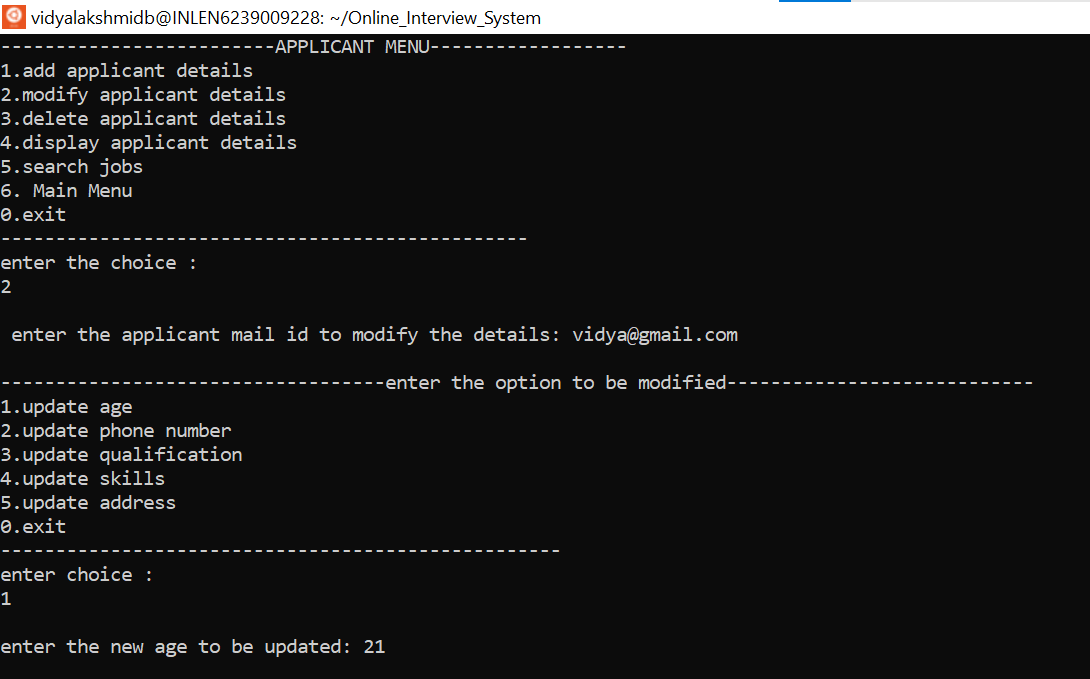 vidyalakshmidb@INLEN6239009228: ~/Online_Interview_System
-------------------------APPLICANT MENU------------------
1.add applicant details
2.modify applicant details
3.delete applicant details
4.display applicant details
5.search jobs
6. Main Menu
0.exit
------------------------------------------------
enter the choice :
2
enter the applicant mail id to modify the details: vidya@gmail.com
-----------------------------------enter the option to be modified----------------------------
1.update age
2.update phone number
3.update qualification
4.update skills
5.update address
0.exit
---------------------------------------------------
enter choice :
1
enter the new age to be updated: 21